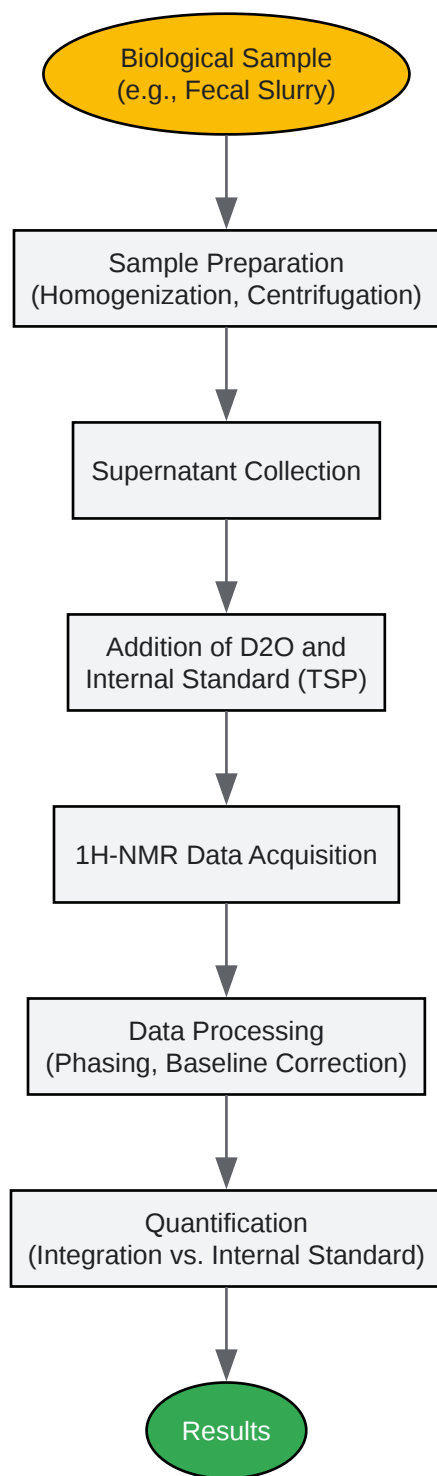 Biological Sample
(e.g., Fecal Slurry)
Sample Preparation
(Homogenization, Centrifugation)
Supernatant Collection
Addition of D2O and
Internal Standard (TSP)
1H-NMR Data Acquisition
Data Processing
(Phasing, Baseline Correction)
Quantification
(Integration vs. Internal Standard)
Results